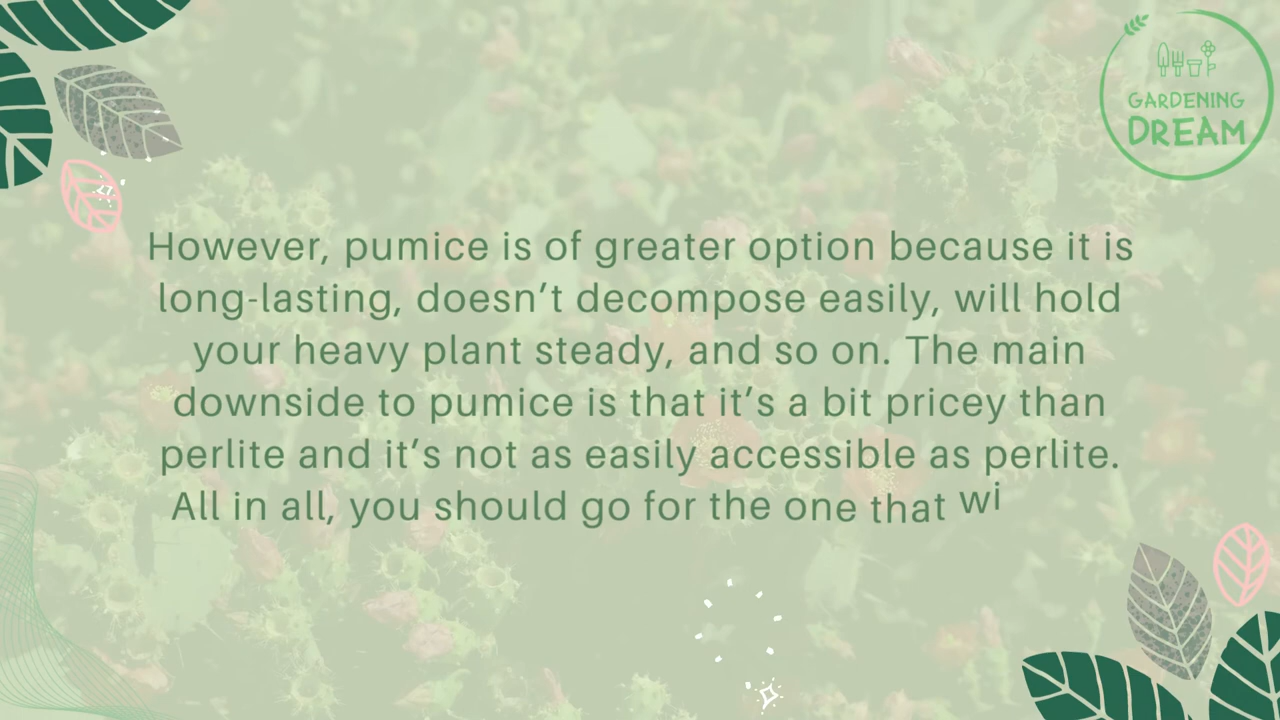 GARDENING
DREAM
However, pumice is of greater option because it is
long-lasting, doesn’t decompose easily, will hold
your heavy plant steady, and so on. The main
downside to pumice is that it’s a bit pricey than
perlite and it’s not as easily accessible as perlite.
All in all, you should go for the one that wi